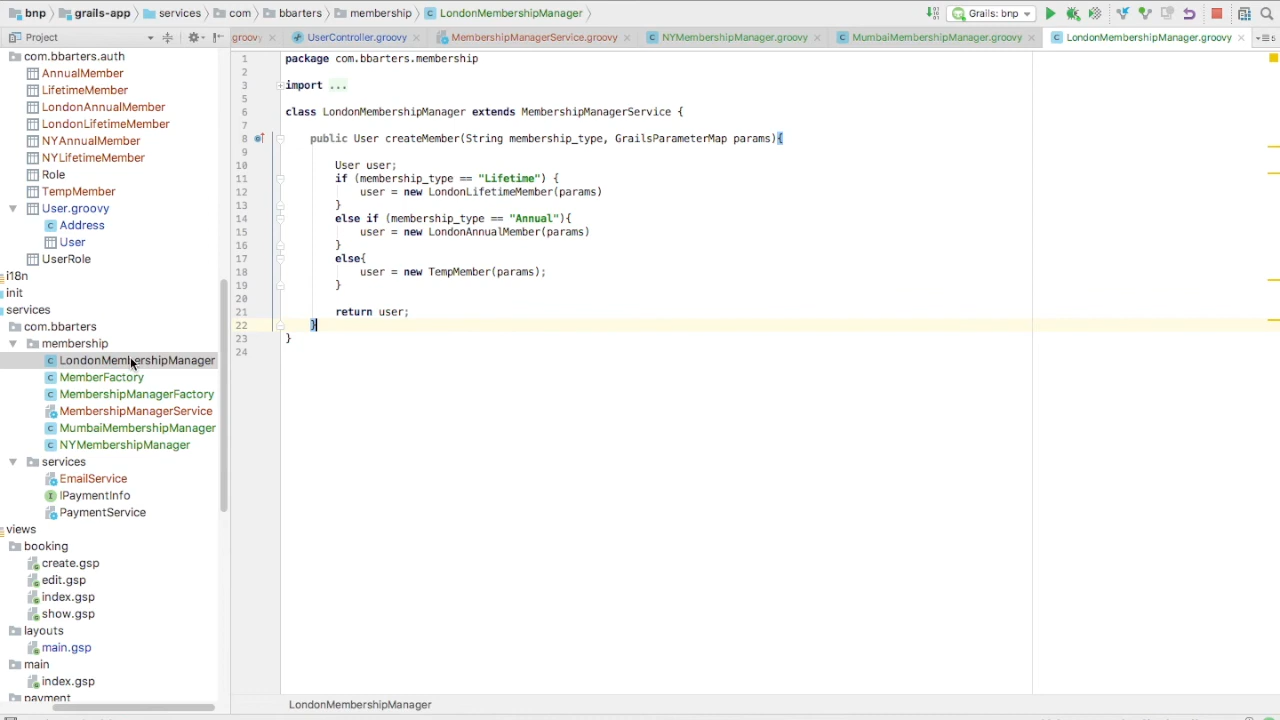 bnp grails-app services com bbarters membership LondonMembershipManager
Grails: bnp
Project
groovy
UserController.groovy
MembershipManagerService.groovy
NYMembershipManager.groovy
MumbaiMembershipManager.groovy
LondonMembershipManager.groovy
com.bbarters.auth
AnnualMember
LifetimeMember
LondonAnnualMember
LondonLifetimeMember
NYAnnualMember
NYLifetimeMember
Role
TempMember
User.groovy
Address
User
UserRole
i18n
init
services
com.bbarters
membership
LondonMembershipManager
MemberFactory
MembershipManagerFactory
MembershipManagerService
MumbaiMembershipManager
NYMembershipManager
services
EmailService
IPaymentInfo
PaymentService
views
booking
create.gsp
edit.gsp
index.gsp
show.gsp
layouts
main.gsp
main
index.gsp
payment
1 package com.bbarters.membership
2
3 import ...
5
6 class LondonMembershipManager extends MembershipManagerService {
7
8 public User createMember(String membership_type, GrailsParameterMap params){
9
10 User user;
11 if (membership_type == "Lifetime") {
12 user = new LondonLifetimeMember(params)
13 }
14 else if (membership_type == "Annual"){
15 user = new LondonAnnualMember(params)
16 }
17 else{
18 user = new TempMember(params);
19 }
20
21 return user;
22 }
23 }
24
LondonMembershipManager